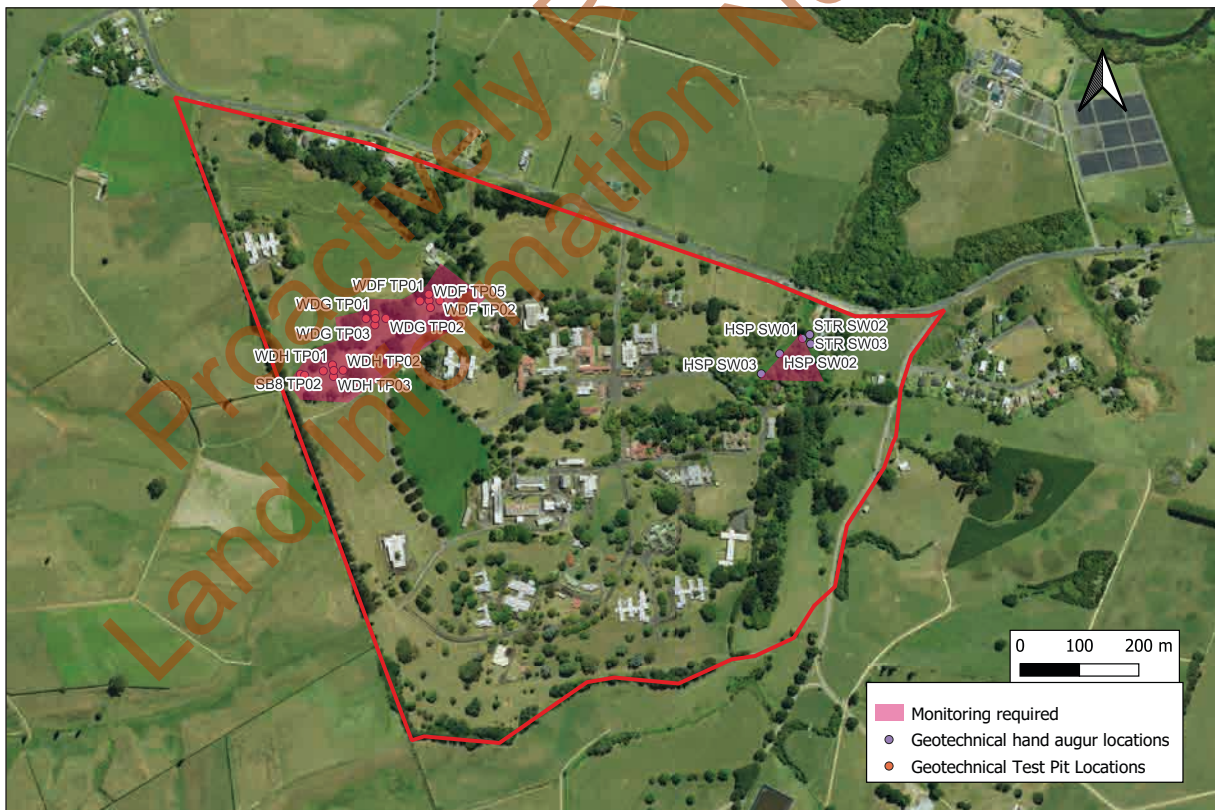 Proactively R
Land Information N
WDF TP01
WDF TP05
WDG TP01
WDF TP02
WDG TP03
WDG TP02
WDH TP01
WDH TP02
SB8 TP02
WDH TP03
HSP SW01
STR SW02
STR SW03
HSP SW03
HSP SW02
0 100 200 m
Monitoring required
Geotechnical hand augur locations
Geotechnical Test Pit Locations